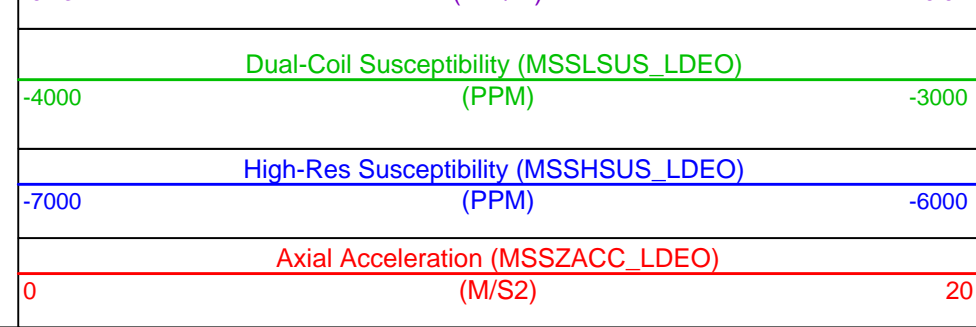 Dual-Coil Susceptibility (MSSLSUS_LDEO)
-4000 (PPM) -3000
High-Res Susceptibility (MSSHSUS_LDEO)
-7000 (PPM) -6000
Axial Acceleration (MSSZACC_LDEO)
0 (M/S2) 20